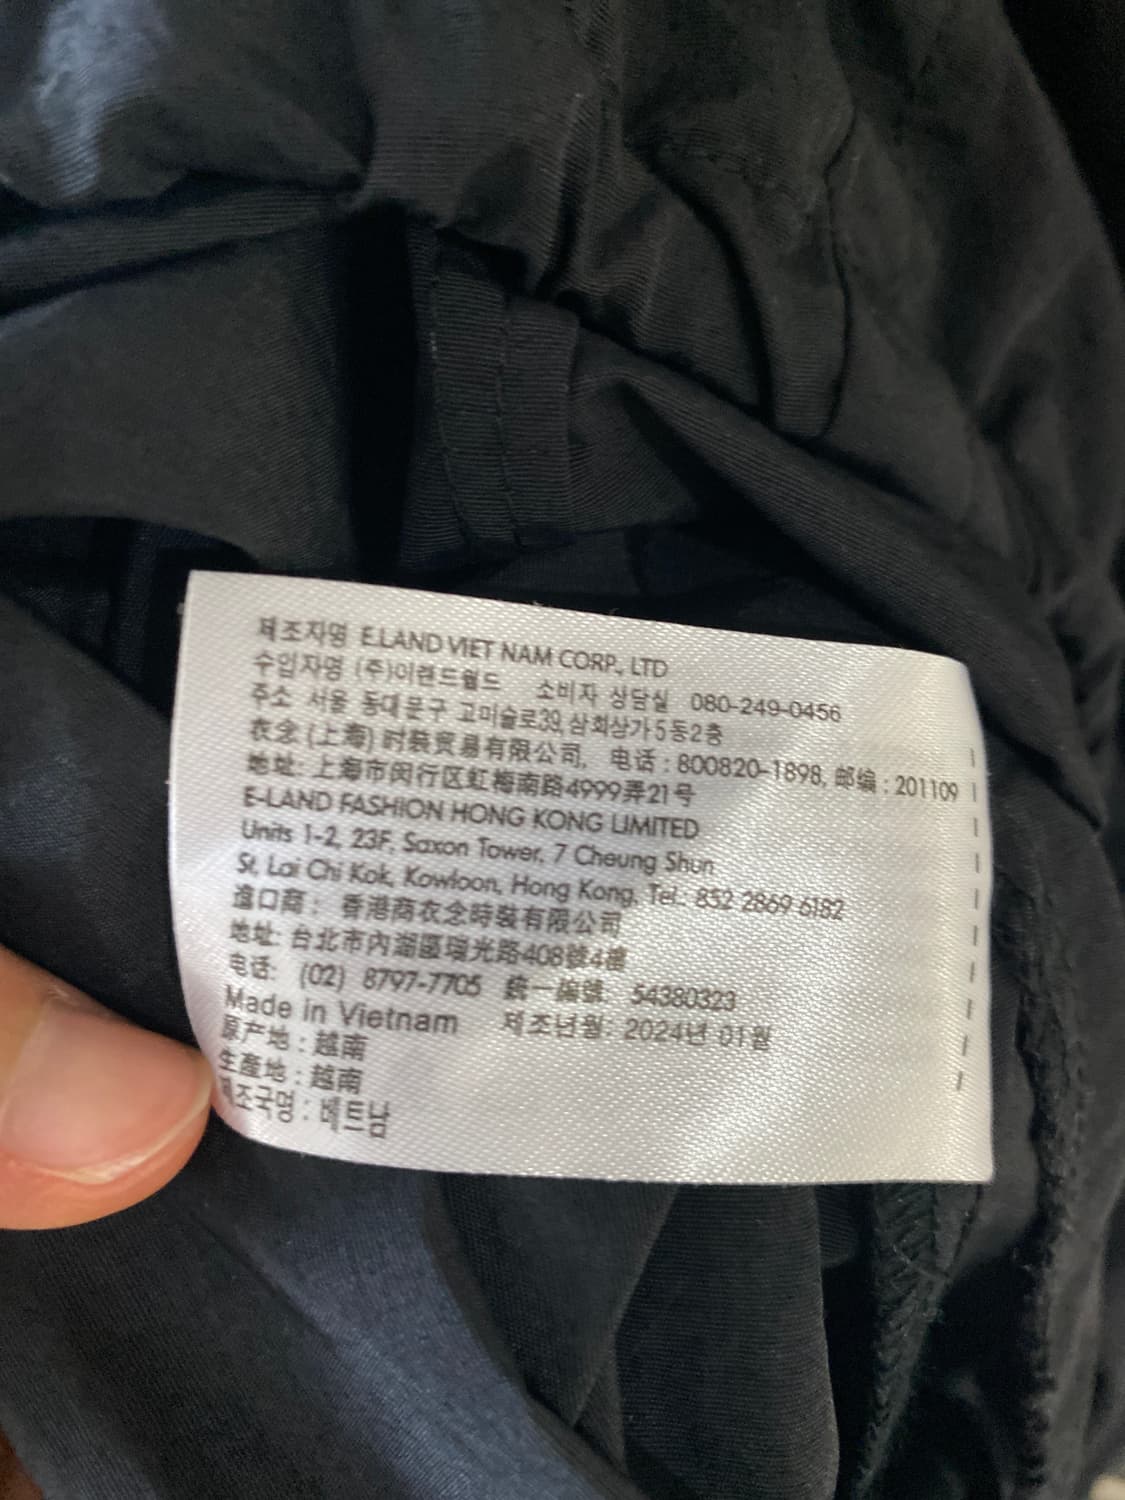 제조자명 E.LAND VIET NAM CORP., LTD
수입자명 (주)이랜드월드 소비자 상담실 080-249-0456
주소 서울 동대문구 고미술로39, 삼희상가5동2층
衣念(上海)时装贸易有限公司, 电话:800820-1898, 邮编:201109
地址:上海市闵行区虹梅南路4999弄21号
E-LAND FASHION HONG KONG LIMITED
Units 1-2, 23F, Saxon Tower, 7 Cheung Shun
St, Lai Chi Kok, Kowloon, Hong Kong, Tel: 852 2869 6182
進口商: 香港商衣念時裝有限公司
地址:台北市內湖區瑞光路408號4樓
电话: (02) 8797-7705 統一編號: 54380323
Made in Vietnam 제조년월: 2024년 01월
原产地:越南
生產地:越南
제조국명:베트남